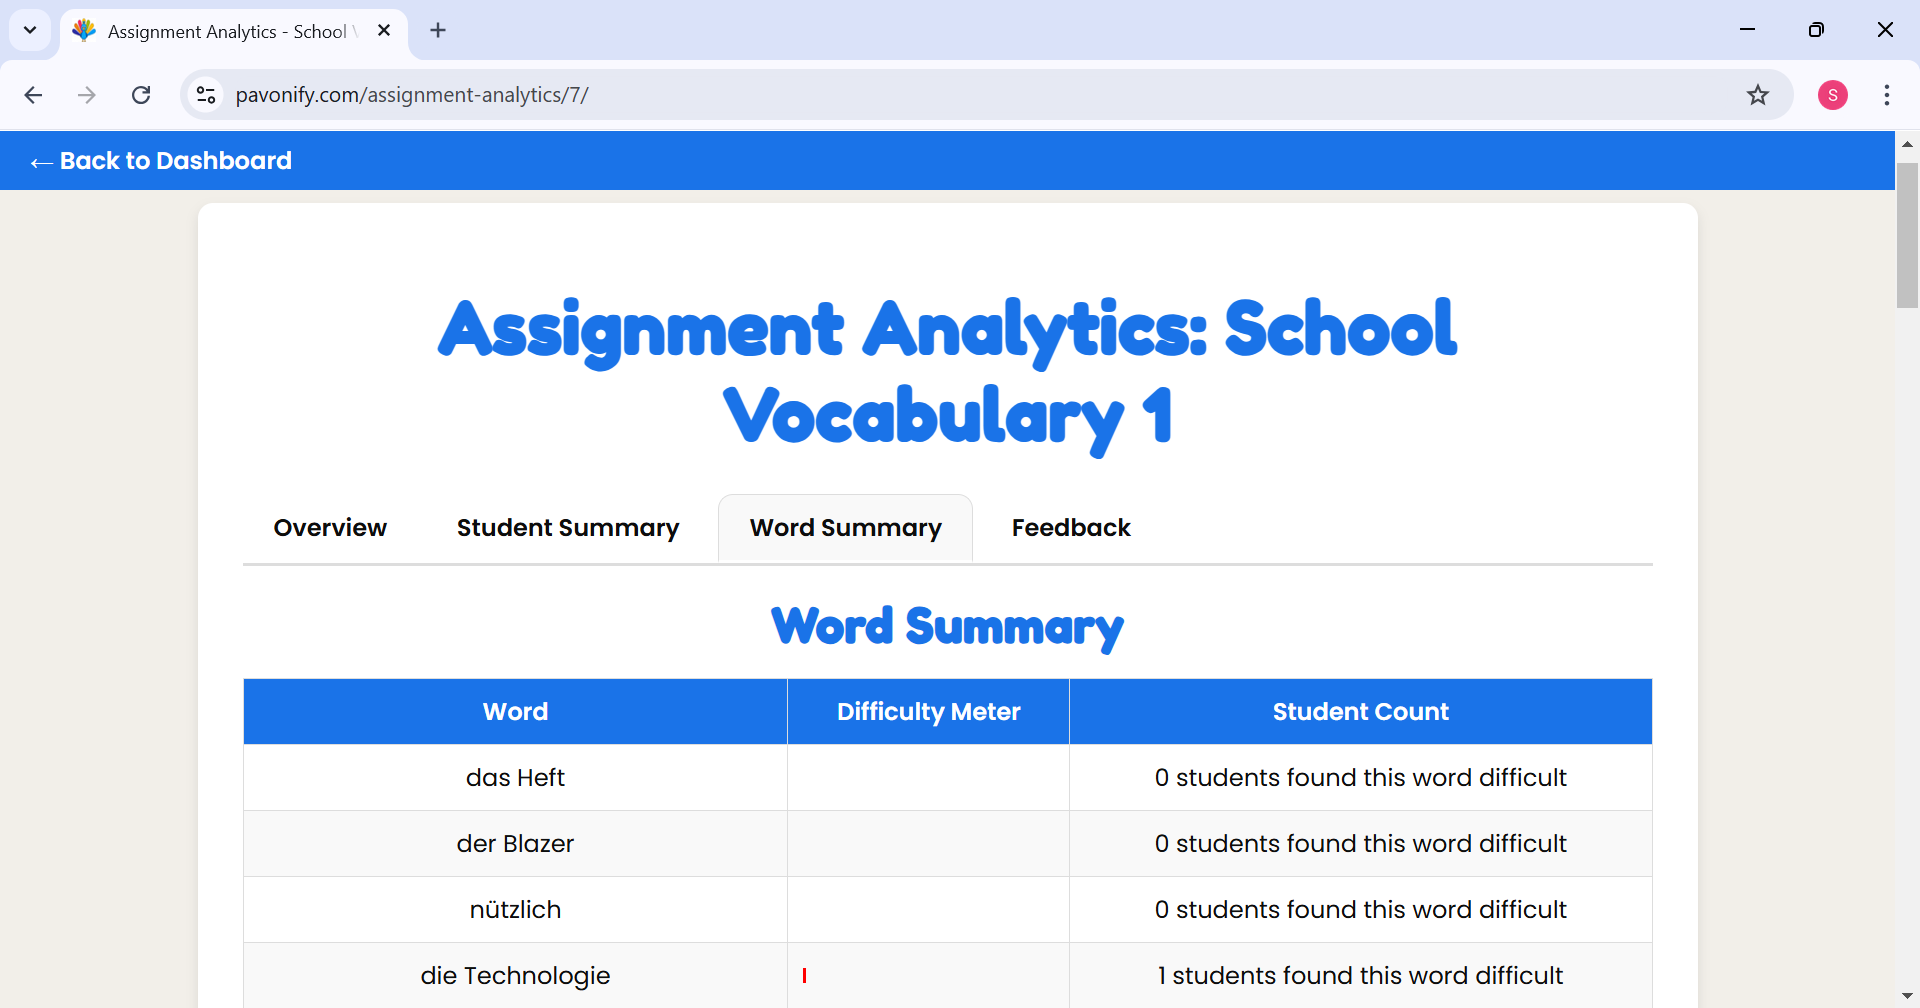 Assignment Analytics - School
pavonify.com/assignment-analytics/7/
S
← Back to Dashboard
Assignment Analytics: School
Vocabulary 1
Overview Student Summary Word Summary Feedback
Word Summary
Word Difficulty Meter Student Count
das Heft 0 students found this word difficult
der Blazer 0 students found this word difficult
nützlich 0 students found this word difficult
die Technologie 1 students found this word difficult